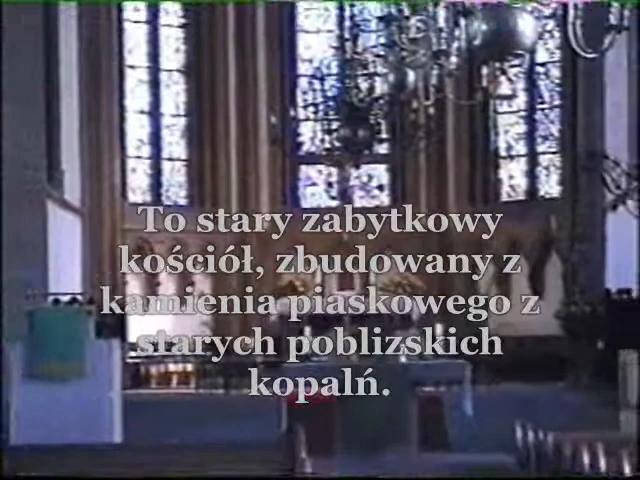 To stary zabytkowy
kościół, zbudowany z
kamienia piaskowego z
starych poblizskich
kopalń.